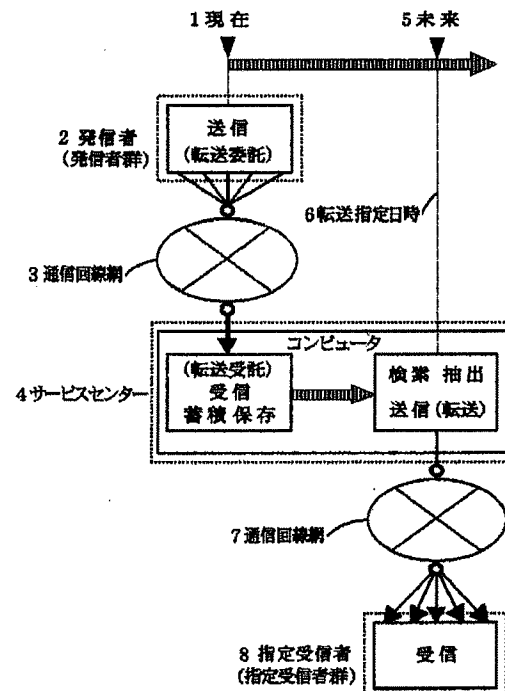 1 現在
5 未来
送信
(転送委託)
2 発信者
(発信者群)
6 転送指定日時
3 通信回線網
コンピュータ
(転送受託)
受信
蓄積保存
検索 抽出
送信(転送)
4 サービスセンター
7 通信回線網
受信
8 指定受信者
(指定受信者群)